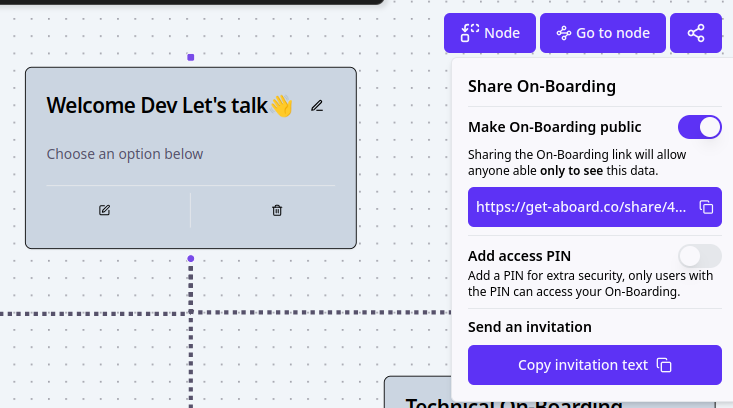 Node
Go to node
Welcome Dev Let's talk👋
Choose an option below
Share On-Boarding
Make On-Boarding public
Sharing the On-Boarding link will allow
anyone able only to see this data.
https://get-aboard.co/share/4...
Add access PIN
Add a PIN for extra security, only users with
the PIN can access your On-Boarding.
Send an invitation
Copy invitation text
Technical On-Boarding